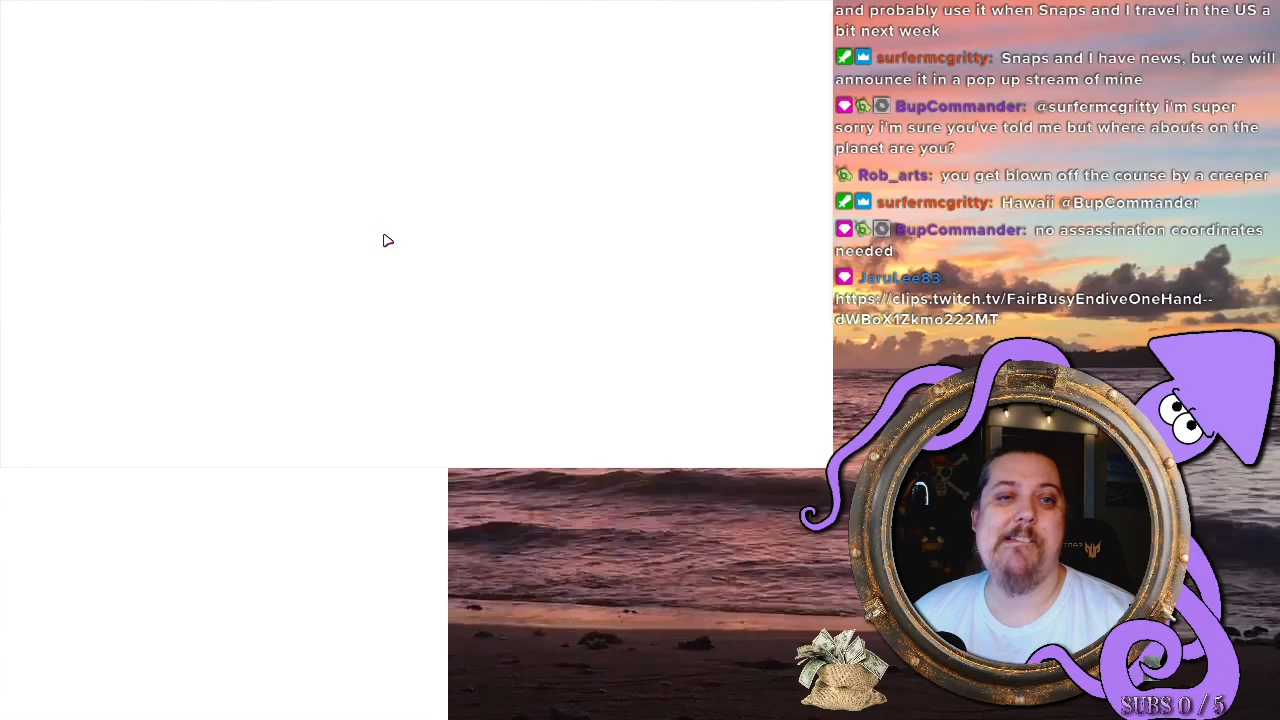 and probably use it when Snaps and I travel in the US a
bit next week
surfermcgritty: Snaps and I have news, but we will
announce it in a pop up stream of mine
BupCommander: @surfermcgritty i'm super
sorry i'm sure you've told me but where abouts on the
planet are you?
Rob_arts: you get blown off the course by a creeper
surfermcgritty: Hawaii @BupCommander
BupCommander: no assassination coordinates
needed
JaruLee83
https://clips.twitch.tv/FairBusyEndiveOneHand--
dWBoX1Zkmo222MT
SUBS 0 / 5